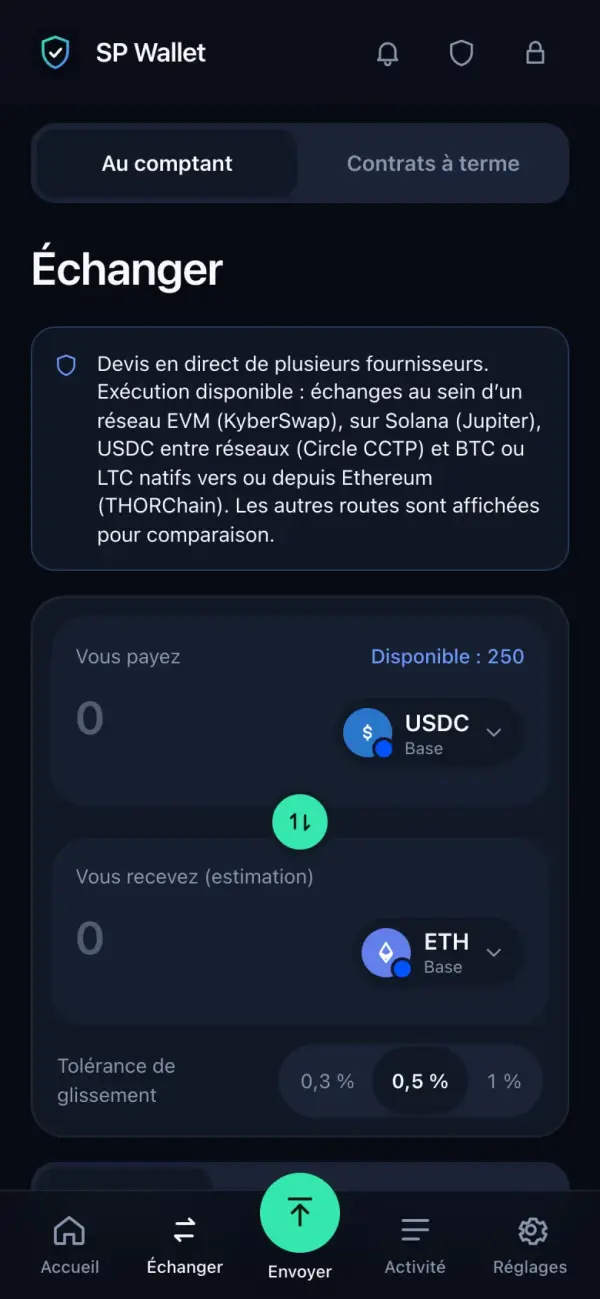 SP Wallet
Au comptant
Contrats à terme
Échanger
Devis en direct de plusieurs fournisseurs.
Exécution disponible : échanges au sein d’un
réseau EVM (KyberSwap), sur Solana (Jupiter),
USDC entre réseaux (Circle CCTP) et BTC ou
LTC natifs vers ou depuis Ethereum
(THORChain). Les autres routes sont affichées
pour comparaison.
Vous payez
Disponible : 250
0
$
USDC
Base
Vous recevez (estimation)
0
ETH
Base
Tolérance de
glissement
0,3 %
0,5 %
1 %
Accueil
Échanger
Envoyer
Activité
Réglages